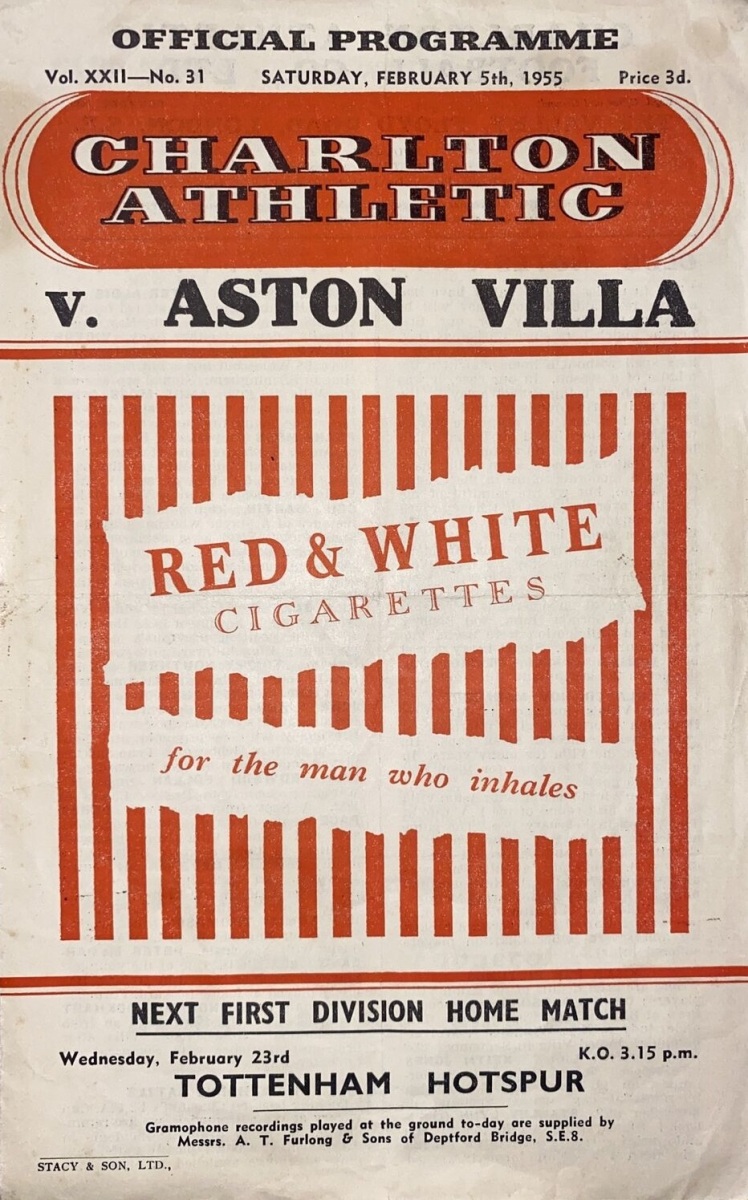 OFFICIAL PROGRAMME
Vol. XXII—No. 31 SATURDAY, FEBRUARY 5th, 1955 Price 3d.
CHARLTON
ATHLETIC
v. ASTON VILLA
RED & WHITE
CIGARETTES
for the man who inhales
NEXT FIRST DIVISION HOME MATCH
Wednesday, February 23rd K.O. 3.15 p.m.
TOTTENHAM HOTSPUR
Gramophone recordings played at the ground to-day are supplied by
Messrs. A. T. Furlong & Sons of Deptford Bridge, S.E.8.
STACY & SON, LTD.,